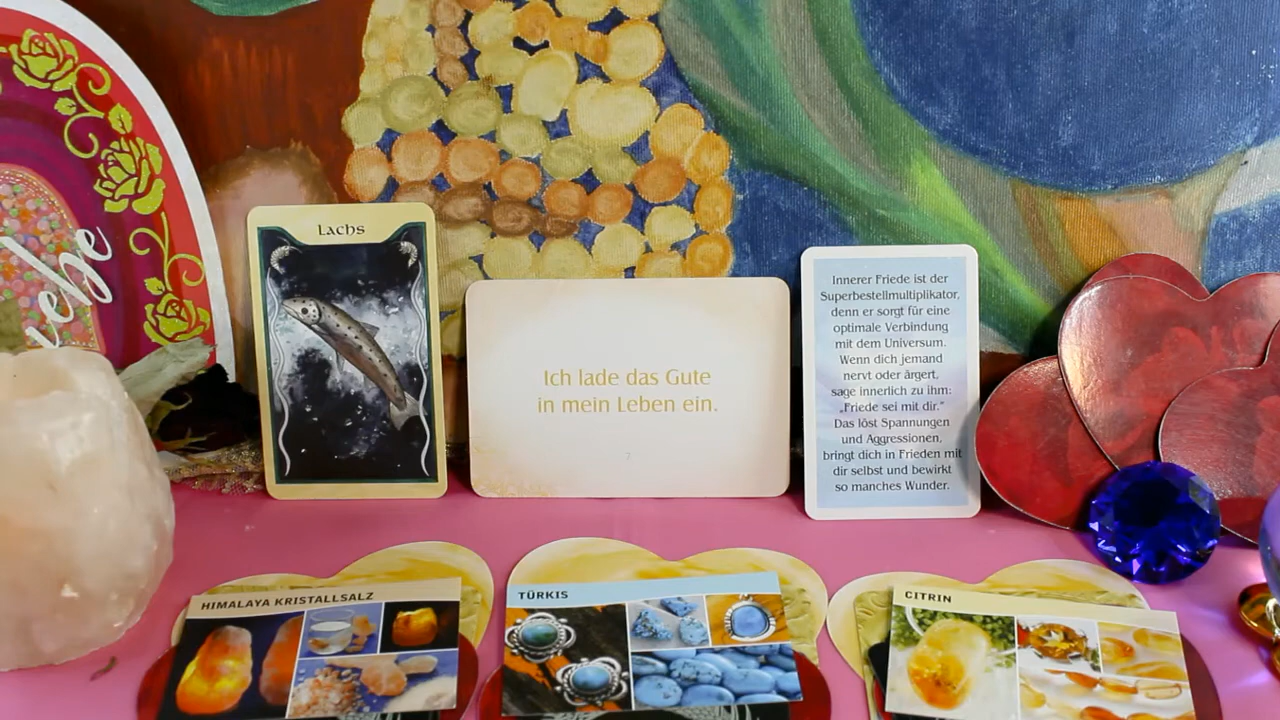 Lachs
Ich lade das Gute
in mein Leben ein.
7
Innerer Friede ist der
Superbestellmultiplikator,
denn er sorgt für eine
optimale Verbindung
mit dem Universum.
Wenn dich jemand
nervt oder ärgert,
sage innerlich zu ihm:
„Friede sei mit dir.“
Das löst Spannungen
und Aggressionen,
bringt dich in Frieden mit
dir selbst und bewirkt
so manches Wunder.
HIMALAYA KRISTALLSALZ
TÜRKIS
CITRIN